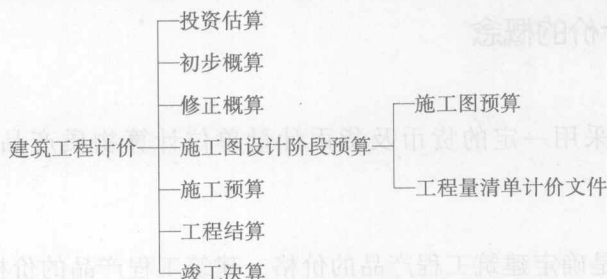 投资估算
初步概算
修正概算
建筑工程计价
施工图设计阶段预算
施工图预算
工程量清单计价文件
施工预算
工程结算
竣工决算